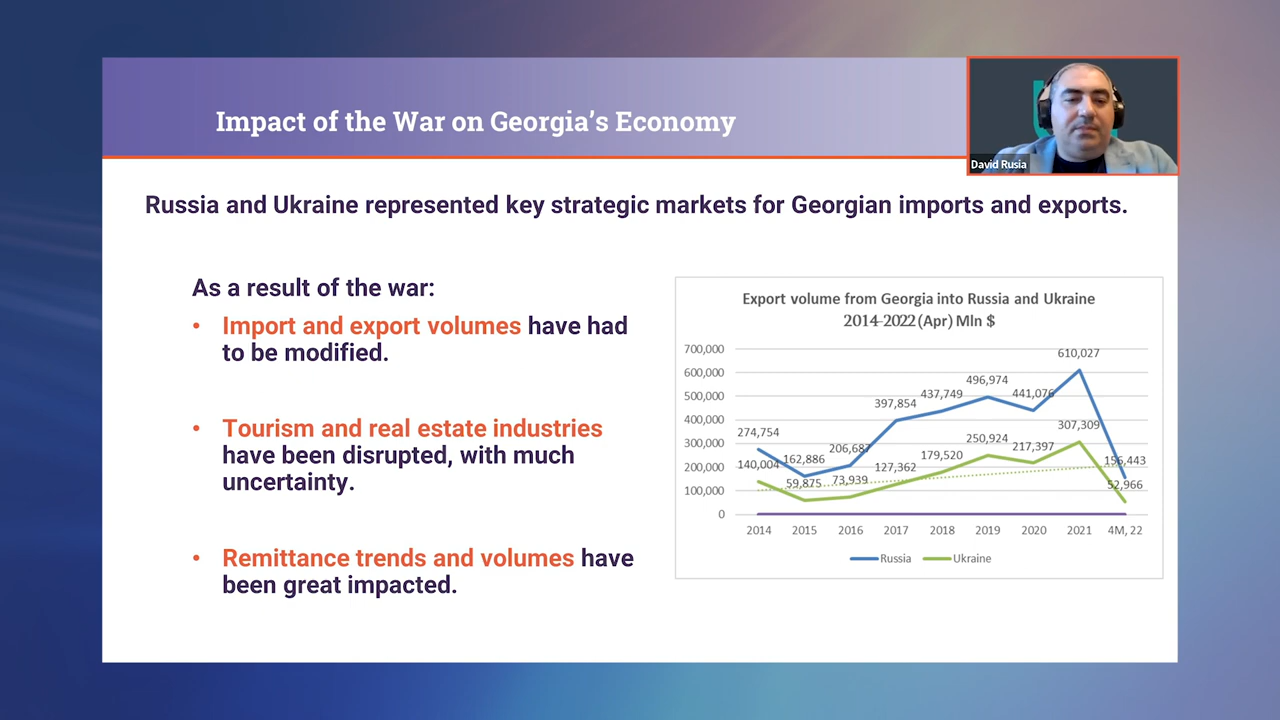 Impact of the War on Georgia's Economy
David Rusia
Russia and Ukraine represented key strategic markets for Georgian imports and exports.
As a result of the war:
• Import and export volumes have had
to be modified.
• Tourism and real estate industries
have been disrupted, with much
uncertainty.
• Remittance trends and volumes have
been great impacted.
Export volume from Georgia into Russia and Ukraine
2014-2022 (Apr) Mln $
700,000
600,000
500,000
400,000
300,000
200,000
100,000
0
274,754
162,886
206,687
397,854
437,749
496,974
441,076
610,027
156,443
140,004
59,875
73,939
127,362
179,520
250,924
217,397
307,309
52,966
2014 2015 2016 2017 2018 2019 2020 2021 4M, 22
Russia Ukraine